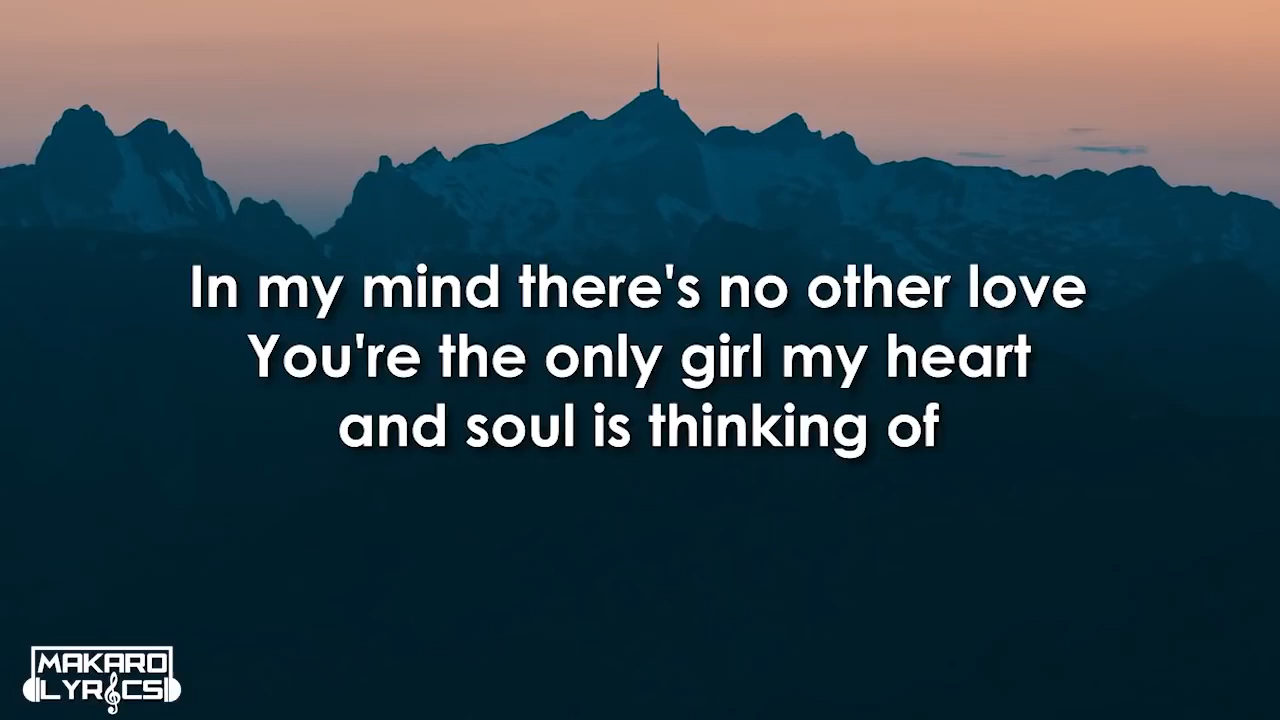 In my mind there's no other love
You're the only girl my heart
and soul is thinking of
MAKARO
LYRICS